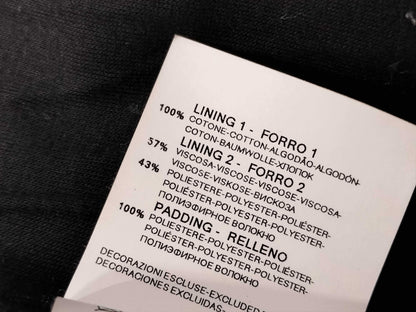 LINING 1 - FORRO 1
100% COTONE-COTTON-ALGODÃO-ALGODÓN-
COTON-BAUMWOLLE-ХЛОПОК
LINING 2 - FORRO 2
57% VISCOSA-VISCOSE-VISCOSE-VISCOSA-
VISCOSE-VISKOSE-ВИСКОЗА
43% POLIESTERE-POLYESTER-POLIÉSTER-
POLIÉSTER-POLYESTER-POLYESTER-
ПОЛИЭФИРНОЕ ВОЛОКНО
PADDING - RELLENO
100% POLIESTERE-POLYESTER-POLIÉSTER-
POLIÉSTER-POLYESTER-POLYESTER-
ПОЛИЭФИРНОЕ ВОЛОКНО
DECORAZIONI ESCLUSE-EXCLUDED
DECORACIONES EXCLUIDAS-